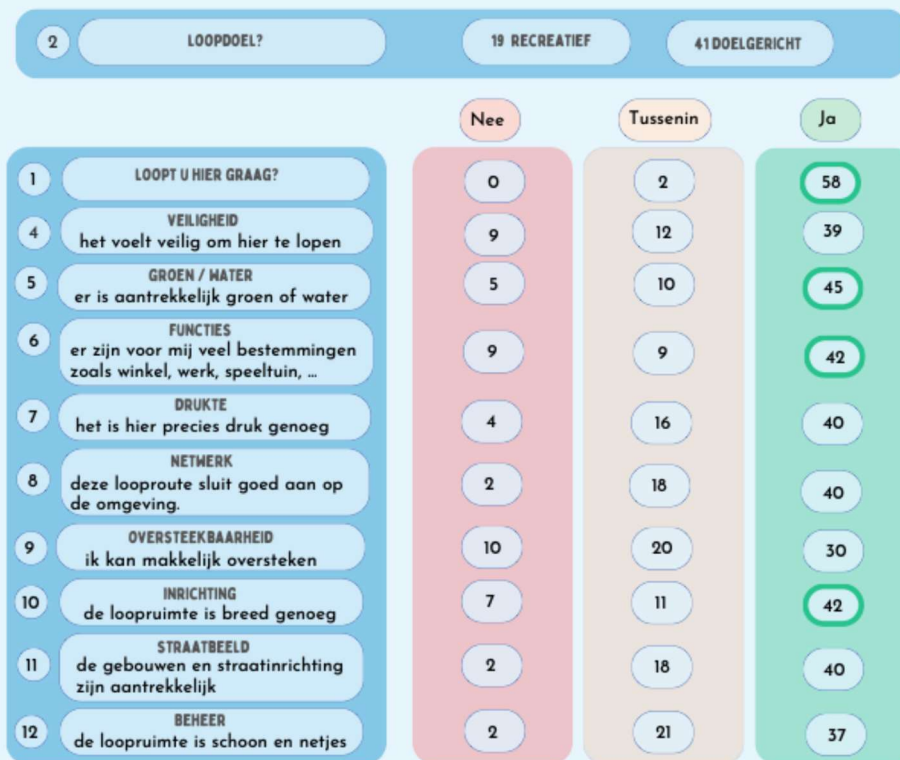 2 LOOPDOEL? 19 RECREATIEF 41 DOELGERICHT
Nee Tussenin Ja
1 LOOPT U HIER GRAAG? 0 2 58
4 VEILIGHEID
het voelt veilig om hier te lopen 9 12 39
5 GROEN / WATER
er is aantrekkelijk groen of water 5 10 45
6 FUNCTIES
er zijn voor mij veel bestemmingen
zoals winkel, werk, speeltuin, ... 9 9 42
7 DRUKTE
het is hier precies druk genoeg 4 16 40
8 NETWERK
deze looproute sluit goed aan op
de omgeving. 2 18 40
9 OVERSTEEKBAARHEID
ik kan makkelijk oversteken 10 20 30
10 INRICHTING
de loopruimte is breed genoeg 7 11 42
11 STRAATBEELD
de gebouwen en straatinrichting
zijn aantrekkelijk 2 18 40
12 BEHEER
de loopruimte is schoon en netjes 2 21 37